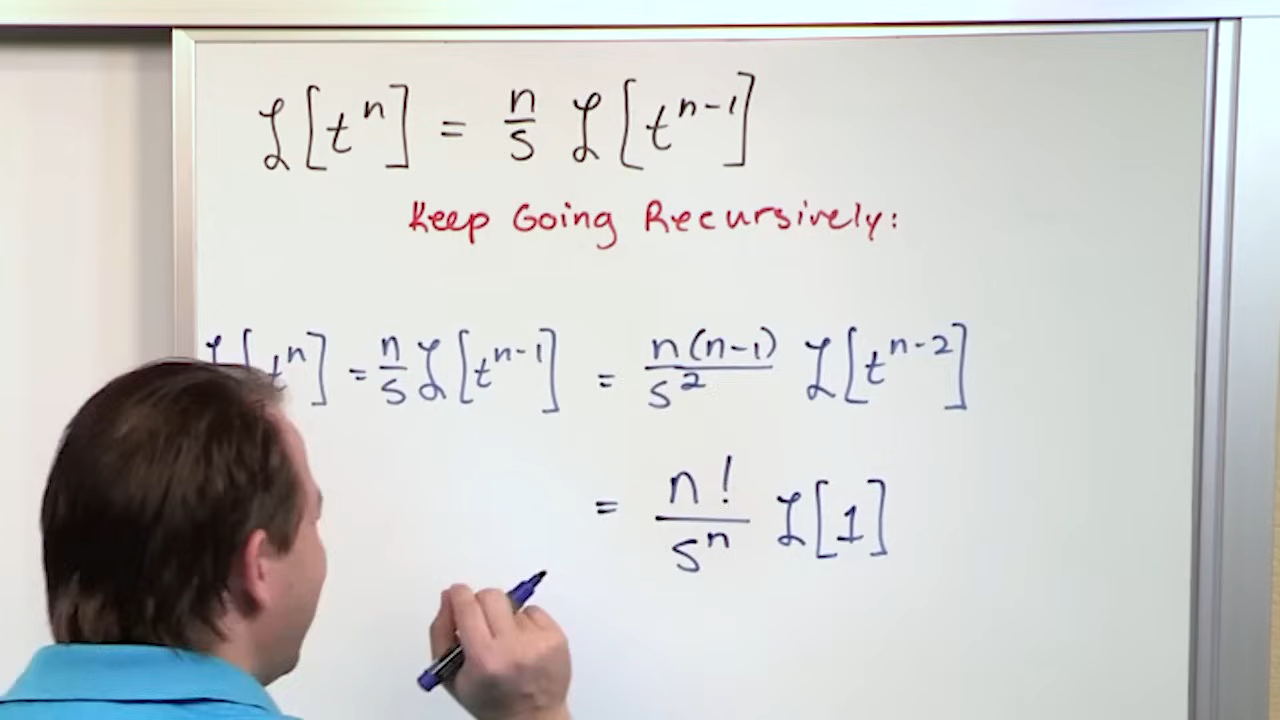 ℒ[tⁿ] = n/s ℒ[tⁿ⁻¹]
Keep Going Recursively:
ℒ[tⁿ] = n/s ℒ[tⁿ⁻¹] = n(n-1)/s² ℒ[tⁿ⁻²]
= n!/sⁿ ℒ[1]